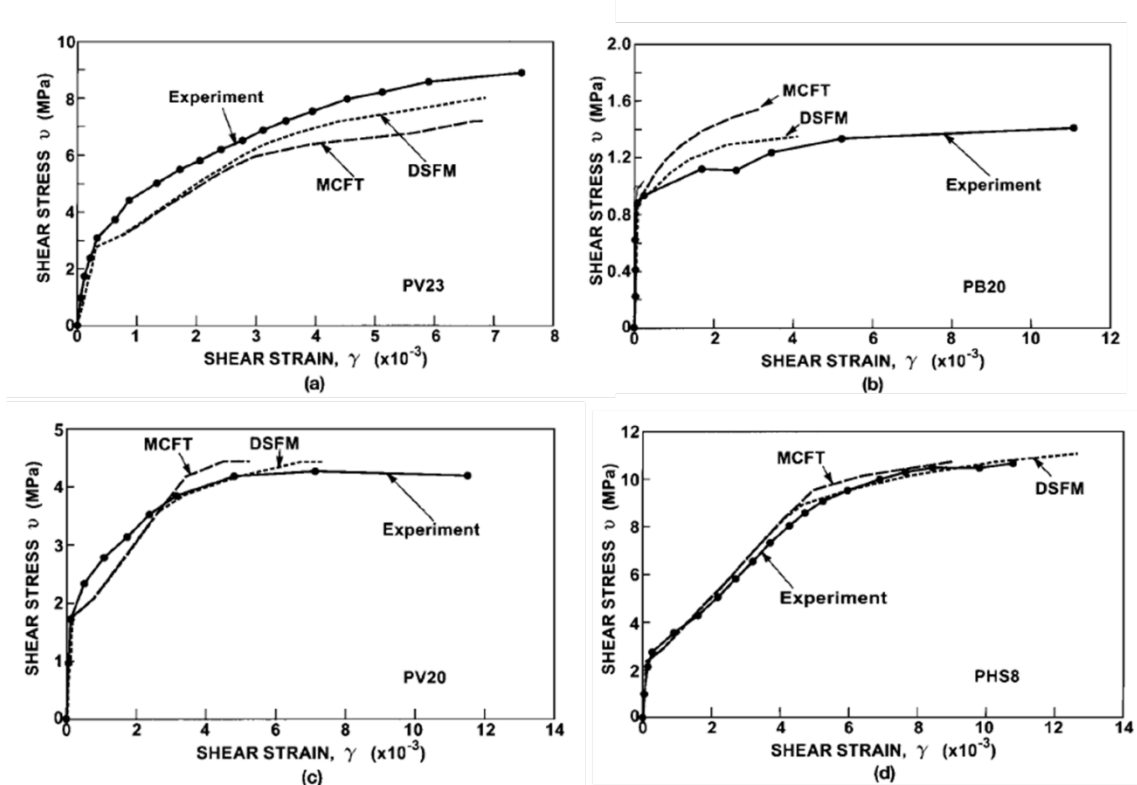 10
8
6
4
2
0
SHEAR STRESS υ (MPa)
Experiment
DSFM
MCFT
PV23
0 1 2 3 4 5 6 7 8
SHEAR STRAIN, γ (x10⁻³)
(a)
2.0
1.6
1.2
0.8
0.4
0
SHEAR STRESS υ (MPa)
MCFT
DSFM
Experiment
PB20
0 2 4 6 8 10 12
SHEAR STRAIN, γ (x10⁻³)
(b)
5
4
3
2
1
0
SHEAR STRESS υ (MPa)
MCFT
DSFM
Experiment
PV20
0 2 4 6 8 10 12 14
SHEAR STRAIN, γ (x10⁻³)
(c)
12
10
8
6
4
2
0
SHEAR STRESS υ (MPa)
MCFT
DSFM
Experiment
PHS8
0 2 4 6 8 10 12 14
SHEAR STRAIN, γ (x10⁻³)
(d)